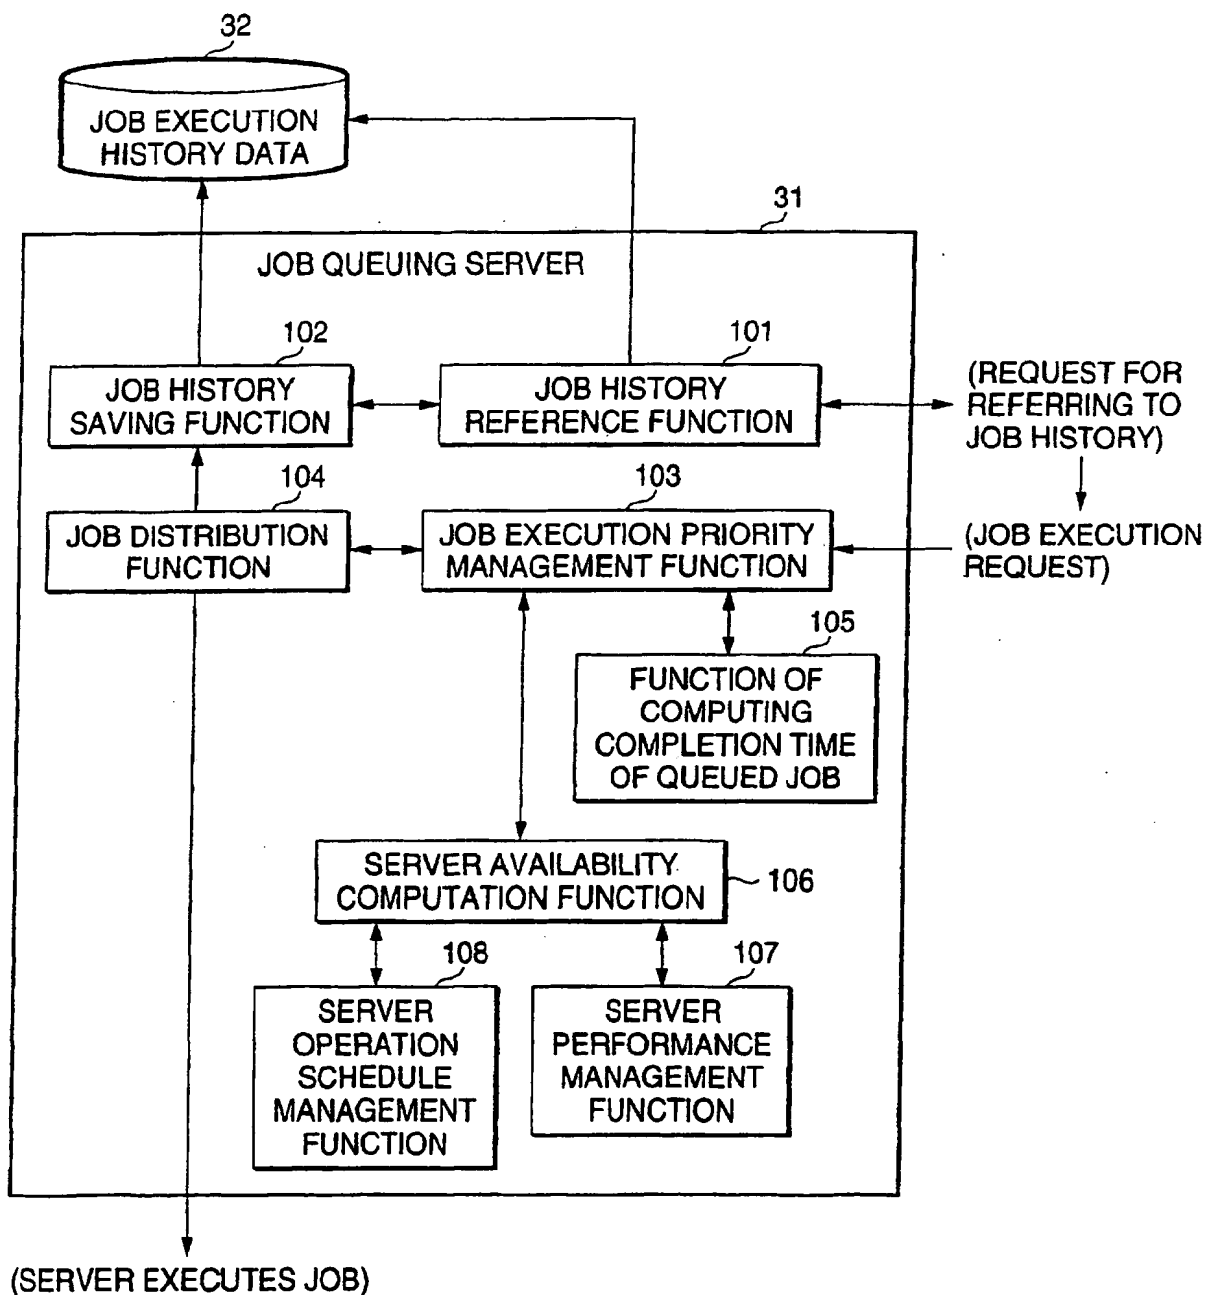 32
JOB EXECUTION
HISTORY DATA
31
JOB QUEUING SERVER
102
JOB HISTORY
SAVING FUNCTION
101
JOB HISTORY
REFERENCE FUNCTION
(REQUEST FOR
REFERRING TO
JOB HISTORY)
104
JOB DISTRIBUTION
FUNCTION
103
JOB EXECUTION PRIORITY
MANAGEMENT FUNCTION
(JOB EXECUTION
REQUEST)
105
FUNCTION OF
COMPUTING
COMPLETION TIME
OF QUEUED JOB
SERVER AVAILABILITY
COMPUTATION FUNCTION
106
108
SERVER
OPERATION
SCHEDULE
MANAGEMENT
FUNCTION
107
SERVER
PERFORMANCE
MANAGEMENT
FUNCTION
(SERVER EXECUTES JOB)